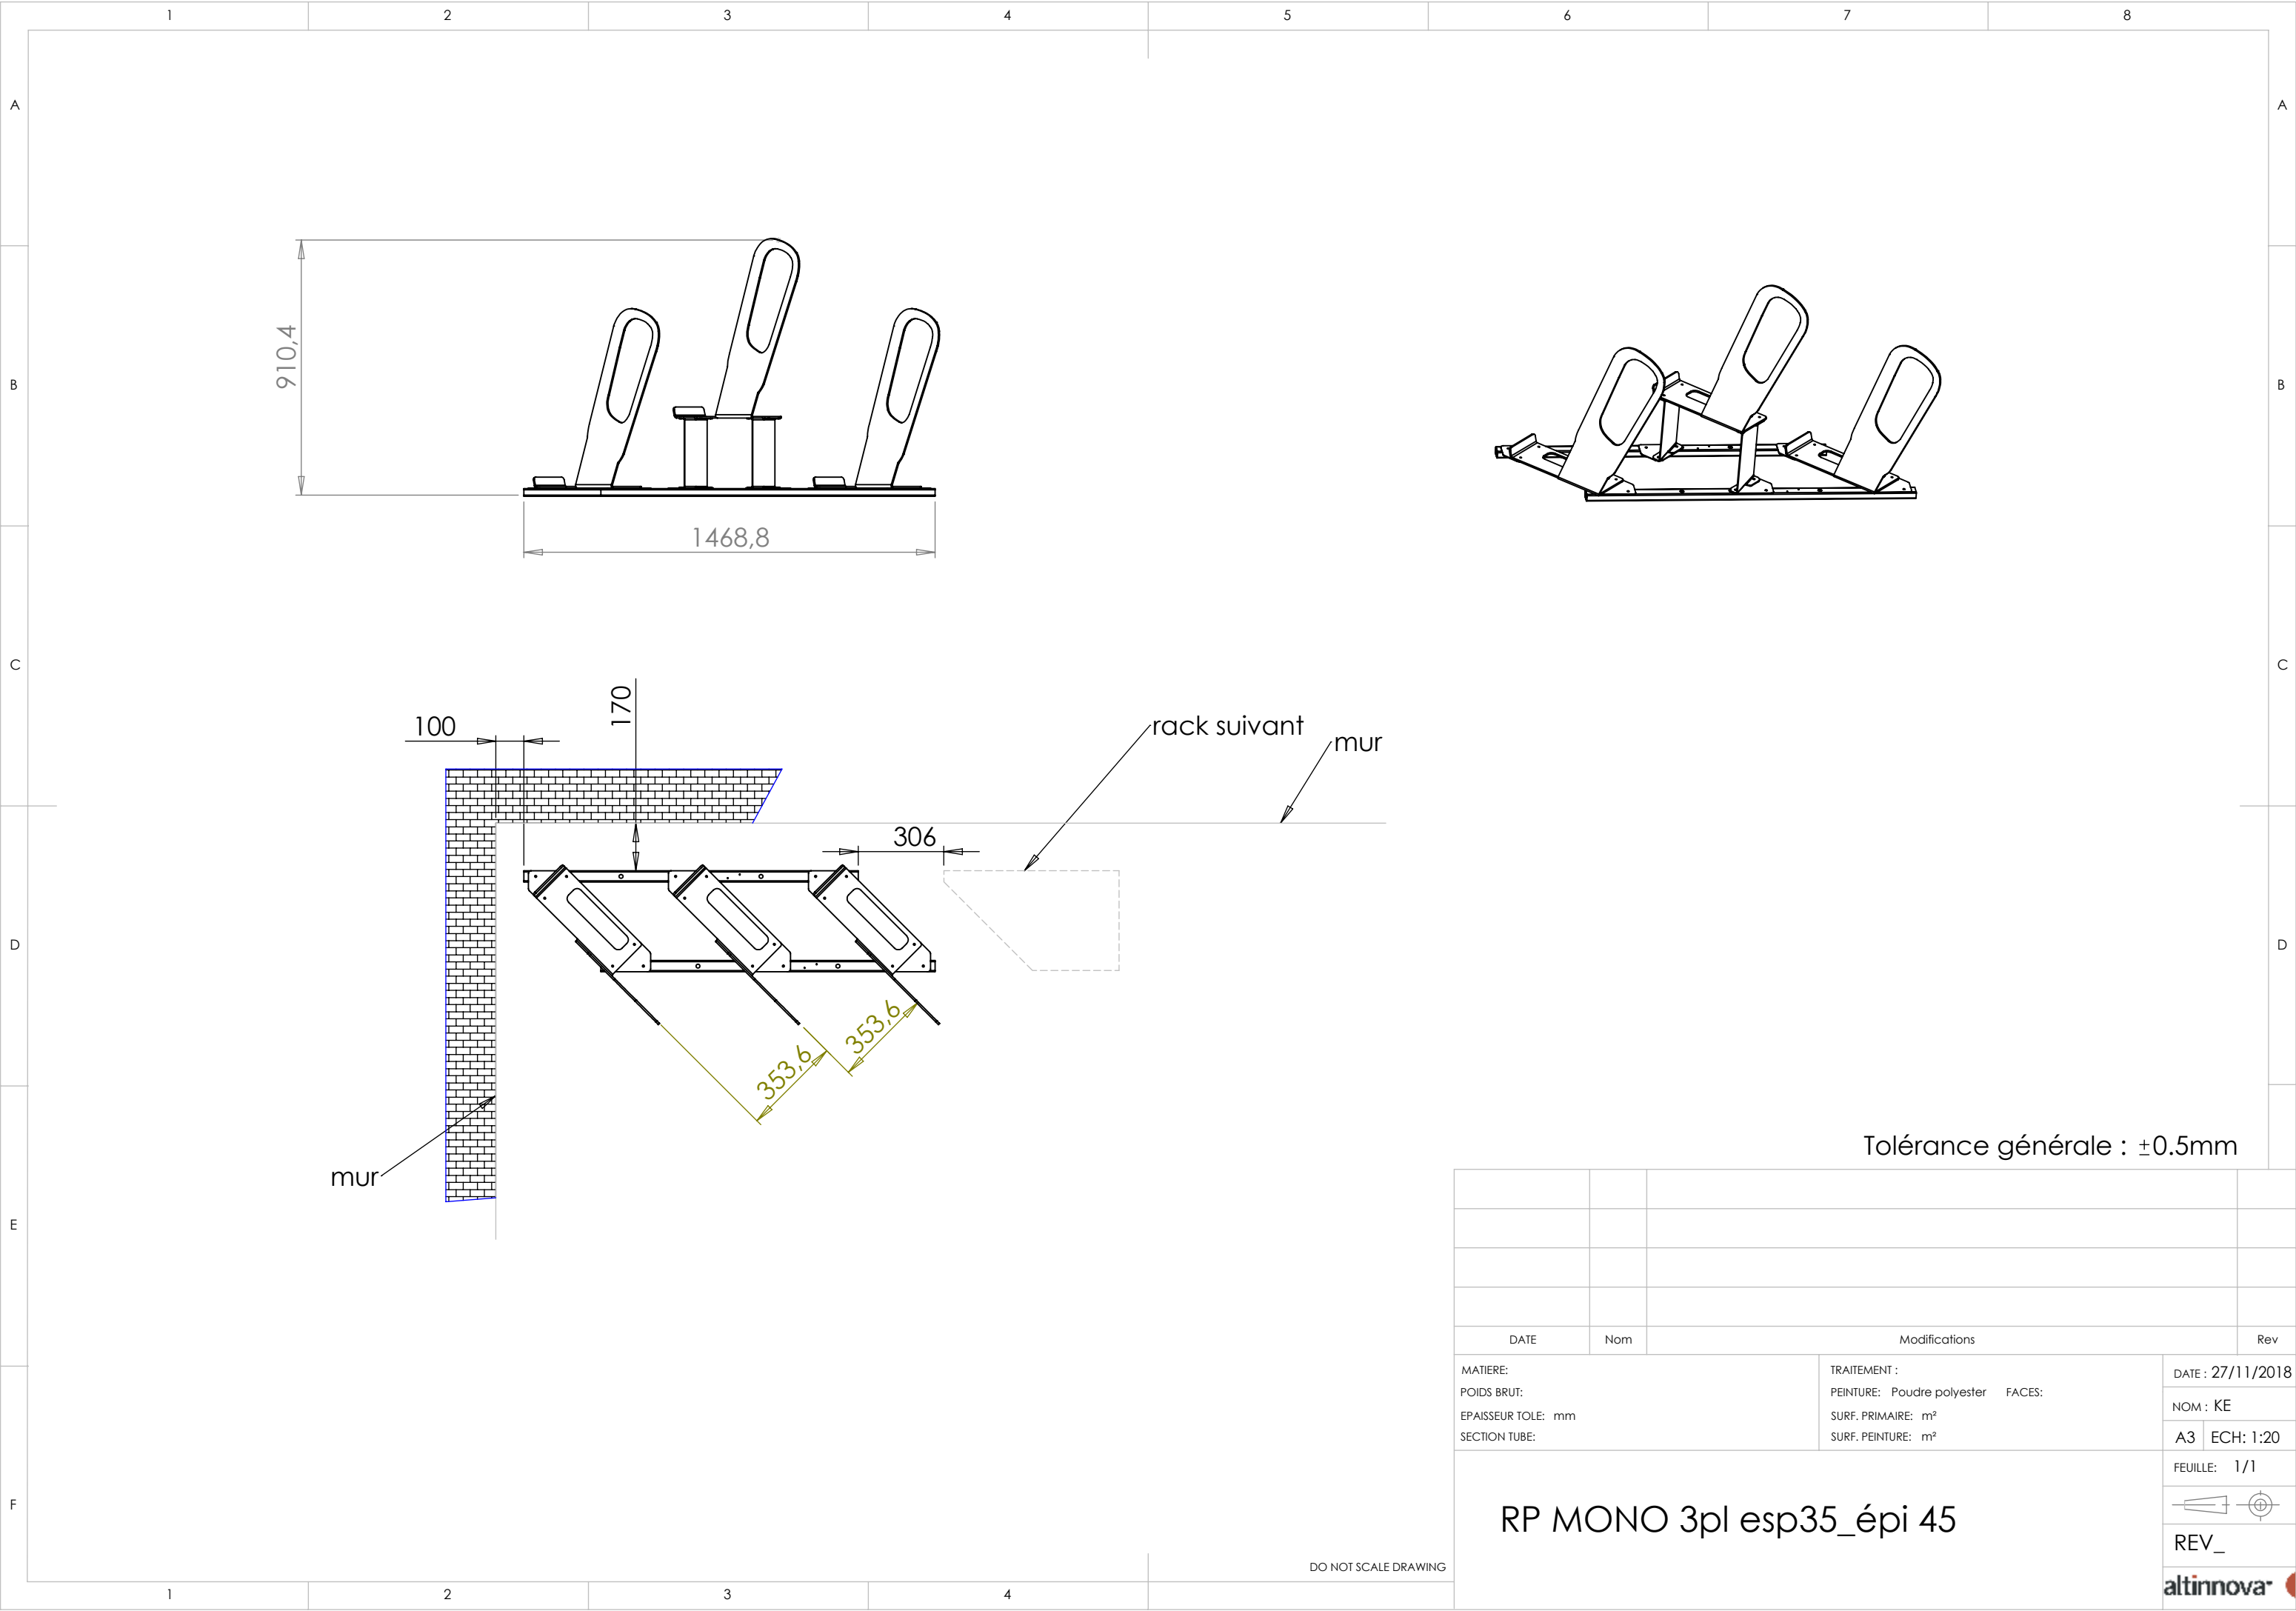 1 2 3 4 5 6 7 8
A A
B B
C C
D D
E
F
910,4
1468,8
100
170
rack suivant
mur
306
353,6
353,6
mur
Tolérance générale : ±0.5mm
DATE Nom Modifications Rev
MATIERE:
POIDS BRUT:
EPAISSEUR TOLE: mm
SECTION TUBE:
TRAITEMENT :
PEINTURE: Poudre polyester FACES:
SURF. PRIMAIRE: m²
SURF. PEINTURE: m²
DATE : 27/11/2018
NOM : KE
A3 ECH: 1:20
FEUILLE: 1/1
REV_
RP MONO 3pl esp35_épi 45
altinnova
DO NOT SCALE DRAWING
1 2 3 4